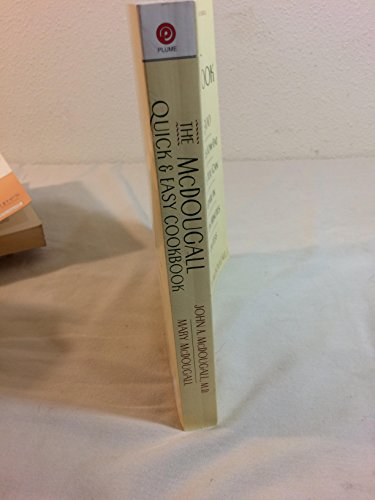 PLUME
THE MCDOUGALL
QUICK & EASY COOKBOOK
JOHN A. MCDOUGALL, M.D.
MARY MCDOUGALL
OOK